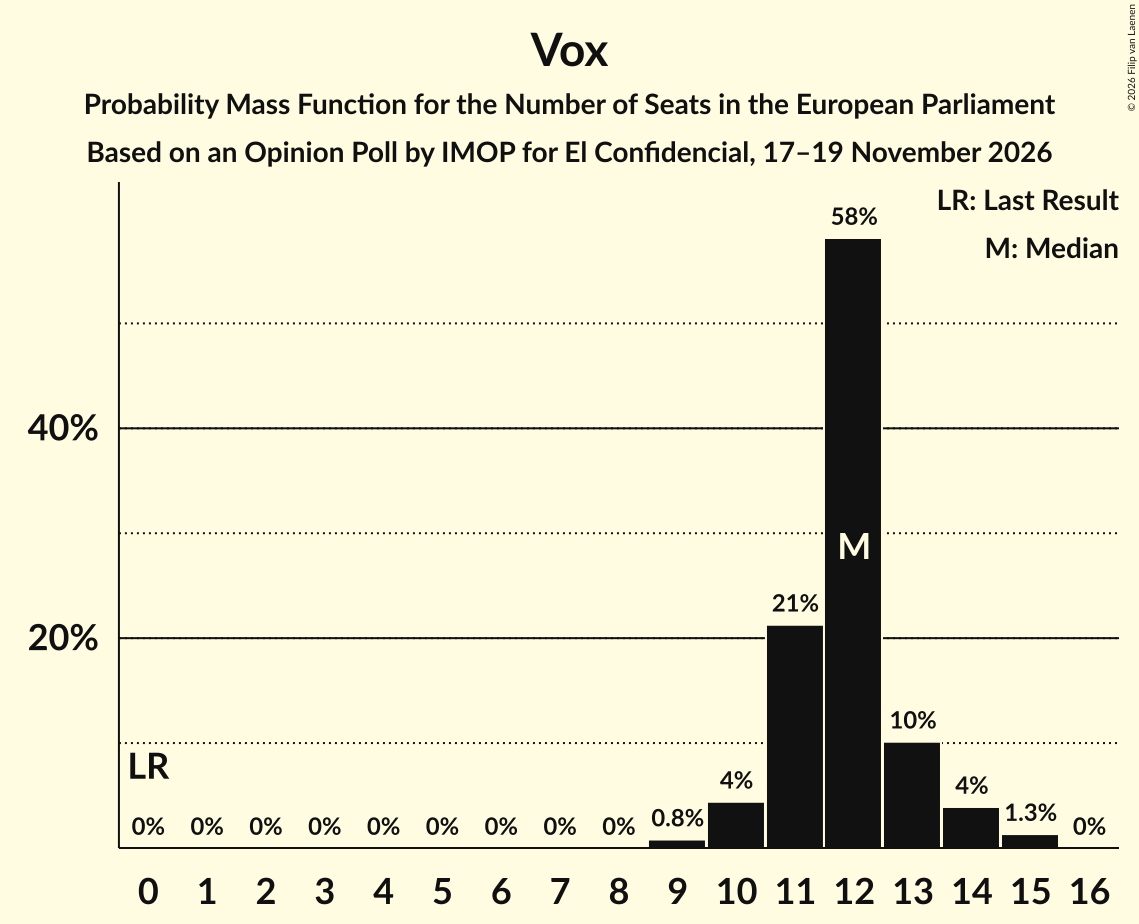 Vox
Probability Mass Function for the Number of Seats in the European Parliament
Based on an Opinion Poll by IMOP for El Confidencial, 17–19 November 2026
© 2026 Filip van Laenen
LR: Last Result
M: Median
58%
40%
M
21%
20%
10%
LR
4%
4%
0% 0% 0% 0% 0% 0% 0% 0% 0% 0.8% 1.3% 0%
0 1 2 3 4 5 6 7 8 9 10 11 12 13 14 15 16